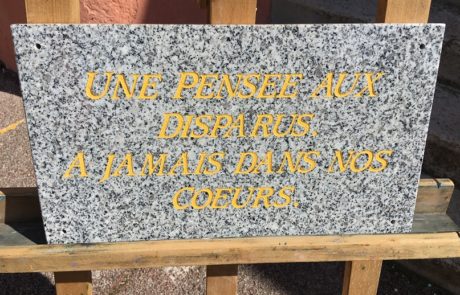 UNE PENSEE AUX
DISPARUS.
A JAMAIS DANS NOS
COEURS.